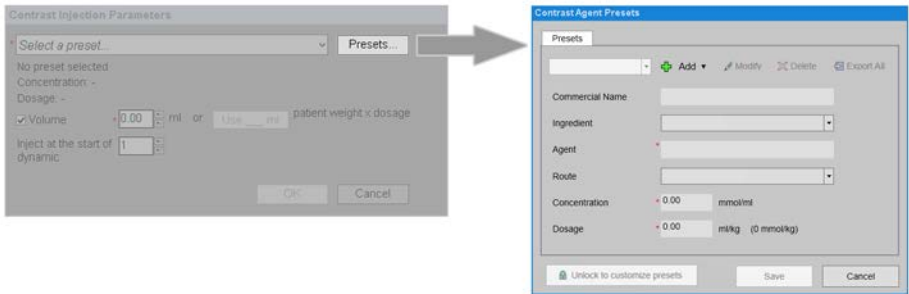 Contrast Injection Parameters
* Select a preset... Presets...
No preset selected
Concentration: -
Dosage: -
Volume * 0.00 ml or Use __ ml patient weight x dosage
Inject at the start of 1
dynamic
OK Cancel
Contrast Agent Presets
Presets
Add Modify Delete Export All
Commercial Name
Ingredient
Agent *
Route
Concentration * 0.00 mmol/ml
Dosage * 0.00 ml/kg (0 mmol/kg)
Unlock to customize presets Save Cancel